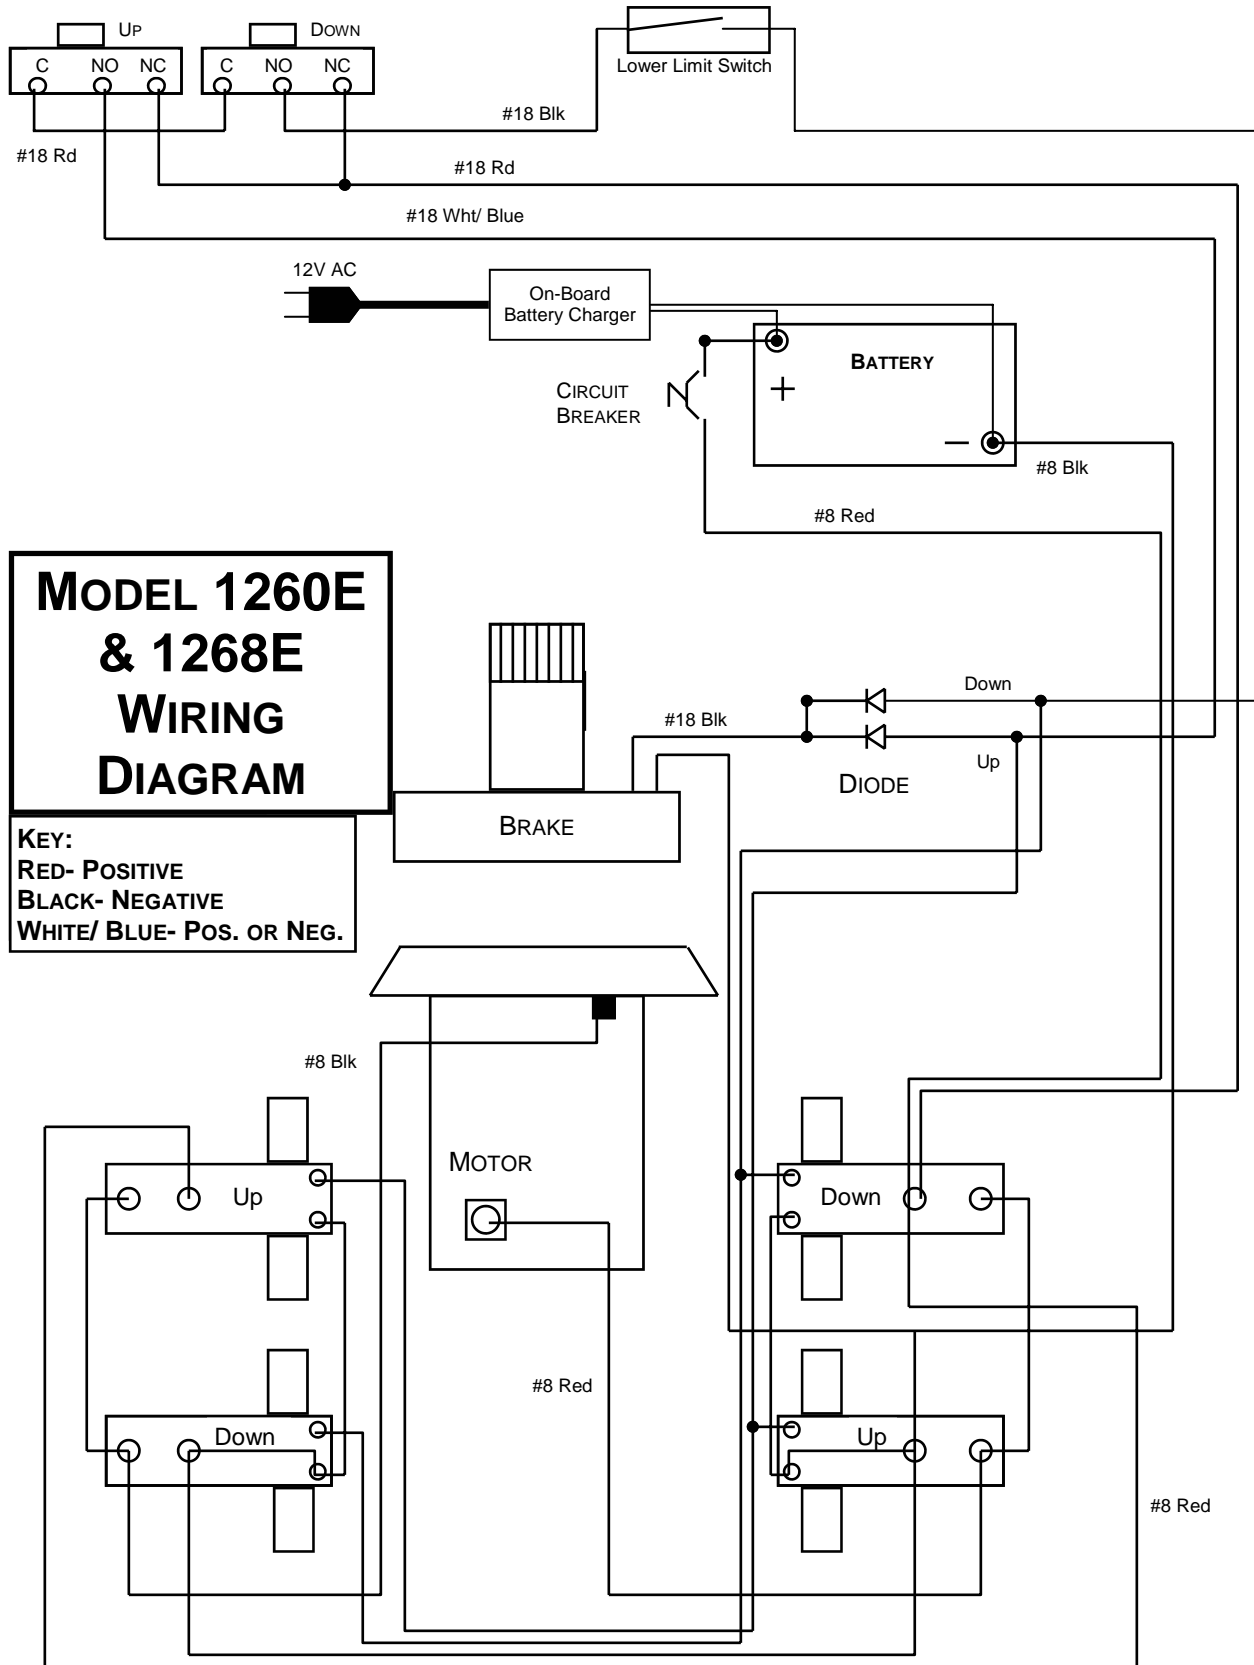 UP
DOWN
C NO NC
C NO NC
Lower Limit Switch
#18 Blk
#18 Rd
#18 Rd
#18 Wht/ Blue
12V AC
On-Board
Battery Charger
BATTERY
CIRCUIT
BREAKER
+
−
#8 Blk
#8 Red
MODEL 1260E
& 1268E
WIRING
DIAGRAM
Down
#18 Blk
Up
DIODE
BRAKE
KEY:
RED- POSITIVE
BLACK- NEGATIVE
WHITE/ BLUE- POS. OR NEG.
#8 Blk
MOTOR
Up
Down
#8 Red
Down
Up
#8 Red